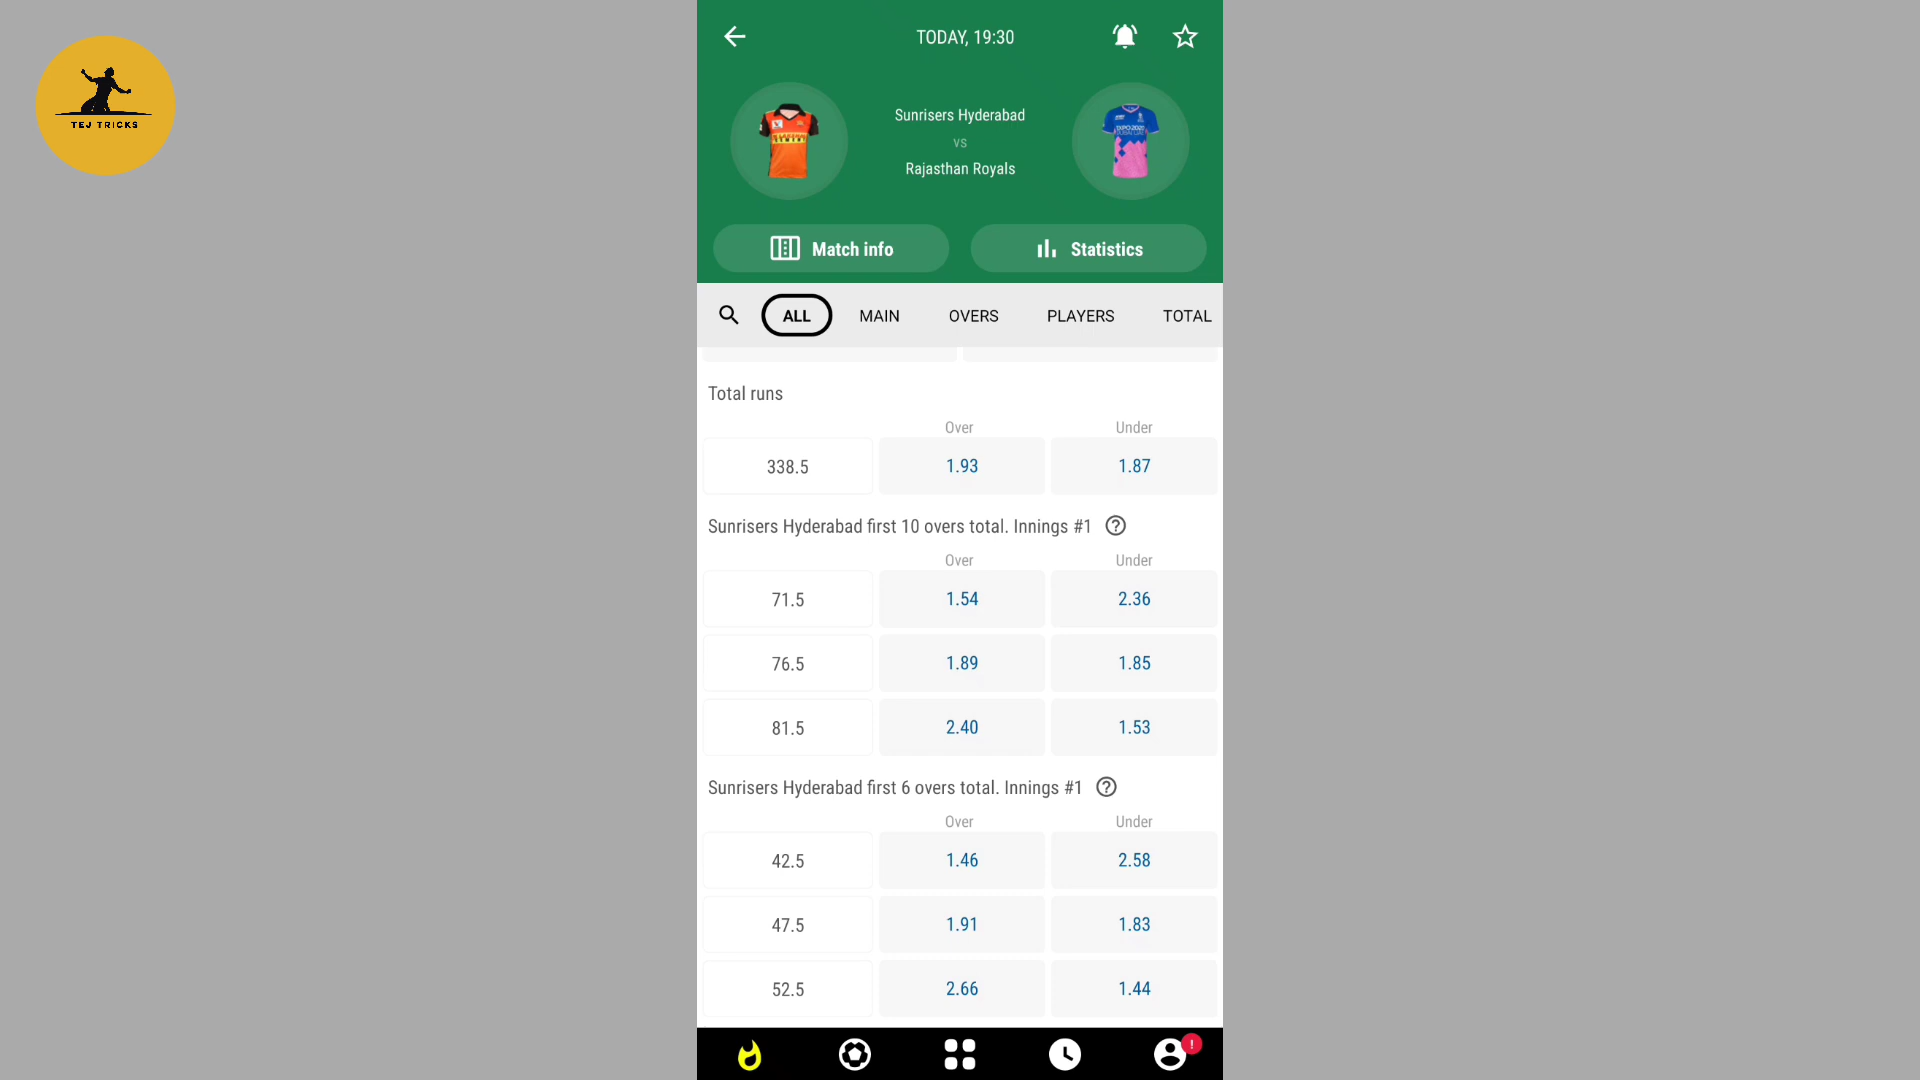 TEJ TRICKS
TODAY, 19:30
Sunrisers Hyderabad
VS
Rajasthan Royals
EXPO2020
Match info
Statistics
ALL MAIN OVERS PLAYERS TOTAL
Total runs
Over Under
338.5 1.93 1.87
Sunrisers Hyderabad first 10 overs total. Innings #1 ?
Over Under
71.5 1.54 2.36
76.5 1.89 1.85
81.5 2.40 1.53
Sunrisers Hyderabad first 6 overs total. Innings #1 ?
Over Under
42.5 1.46 2.58
47.5 1.91 1.83
52.5 2.66 1.44
!